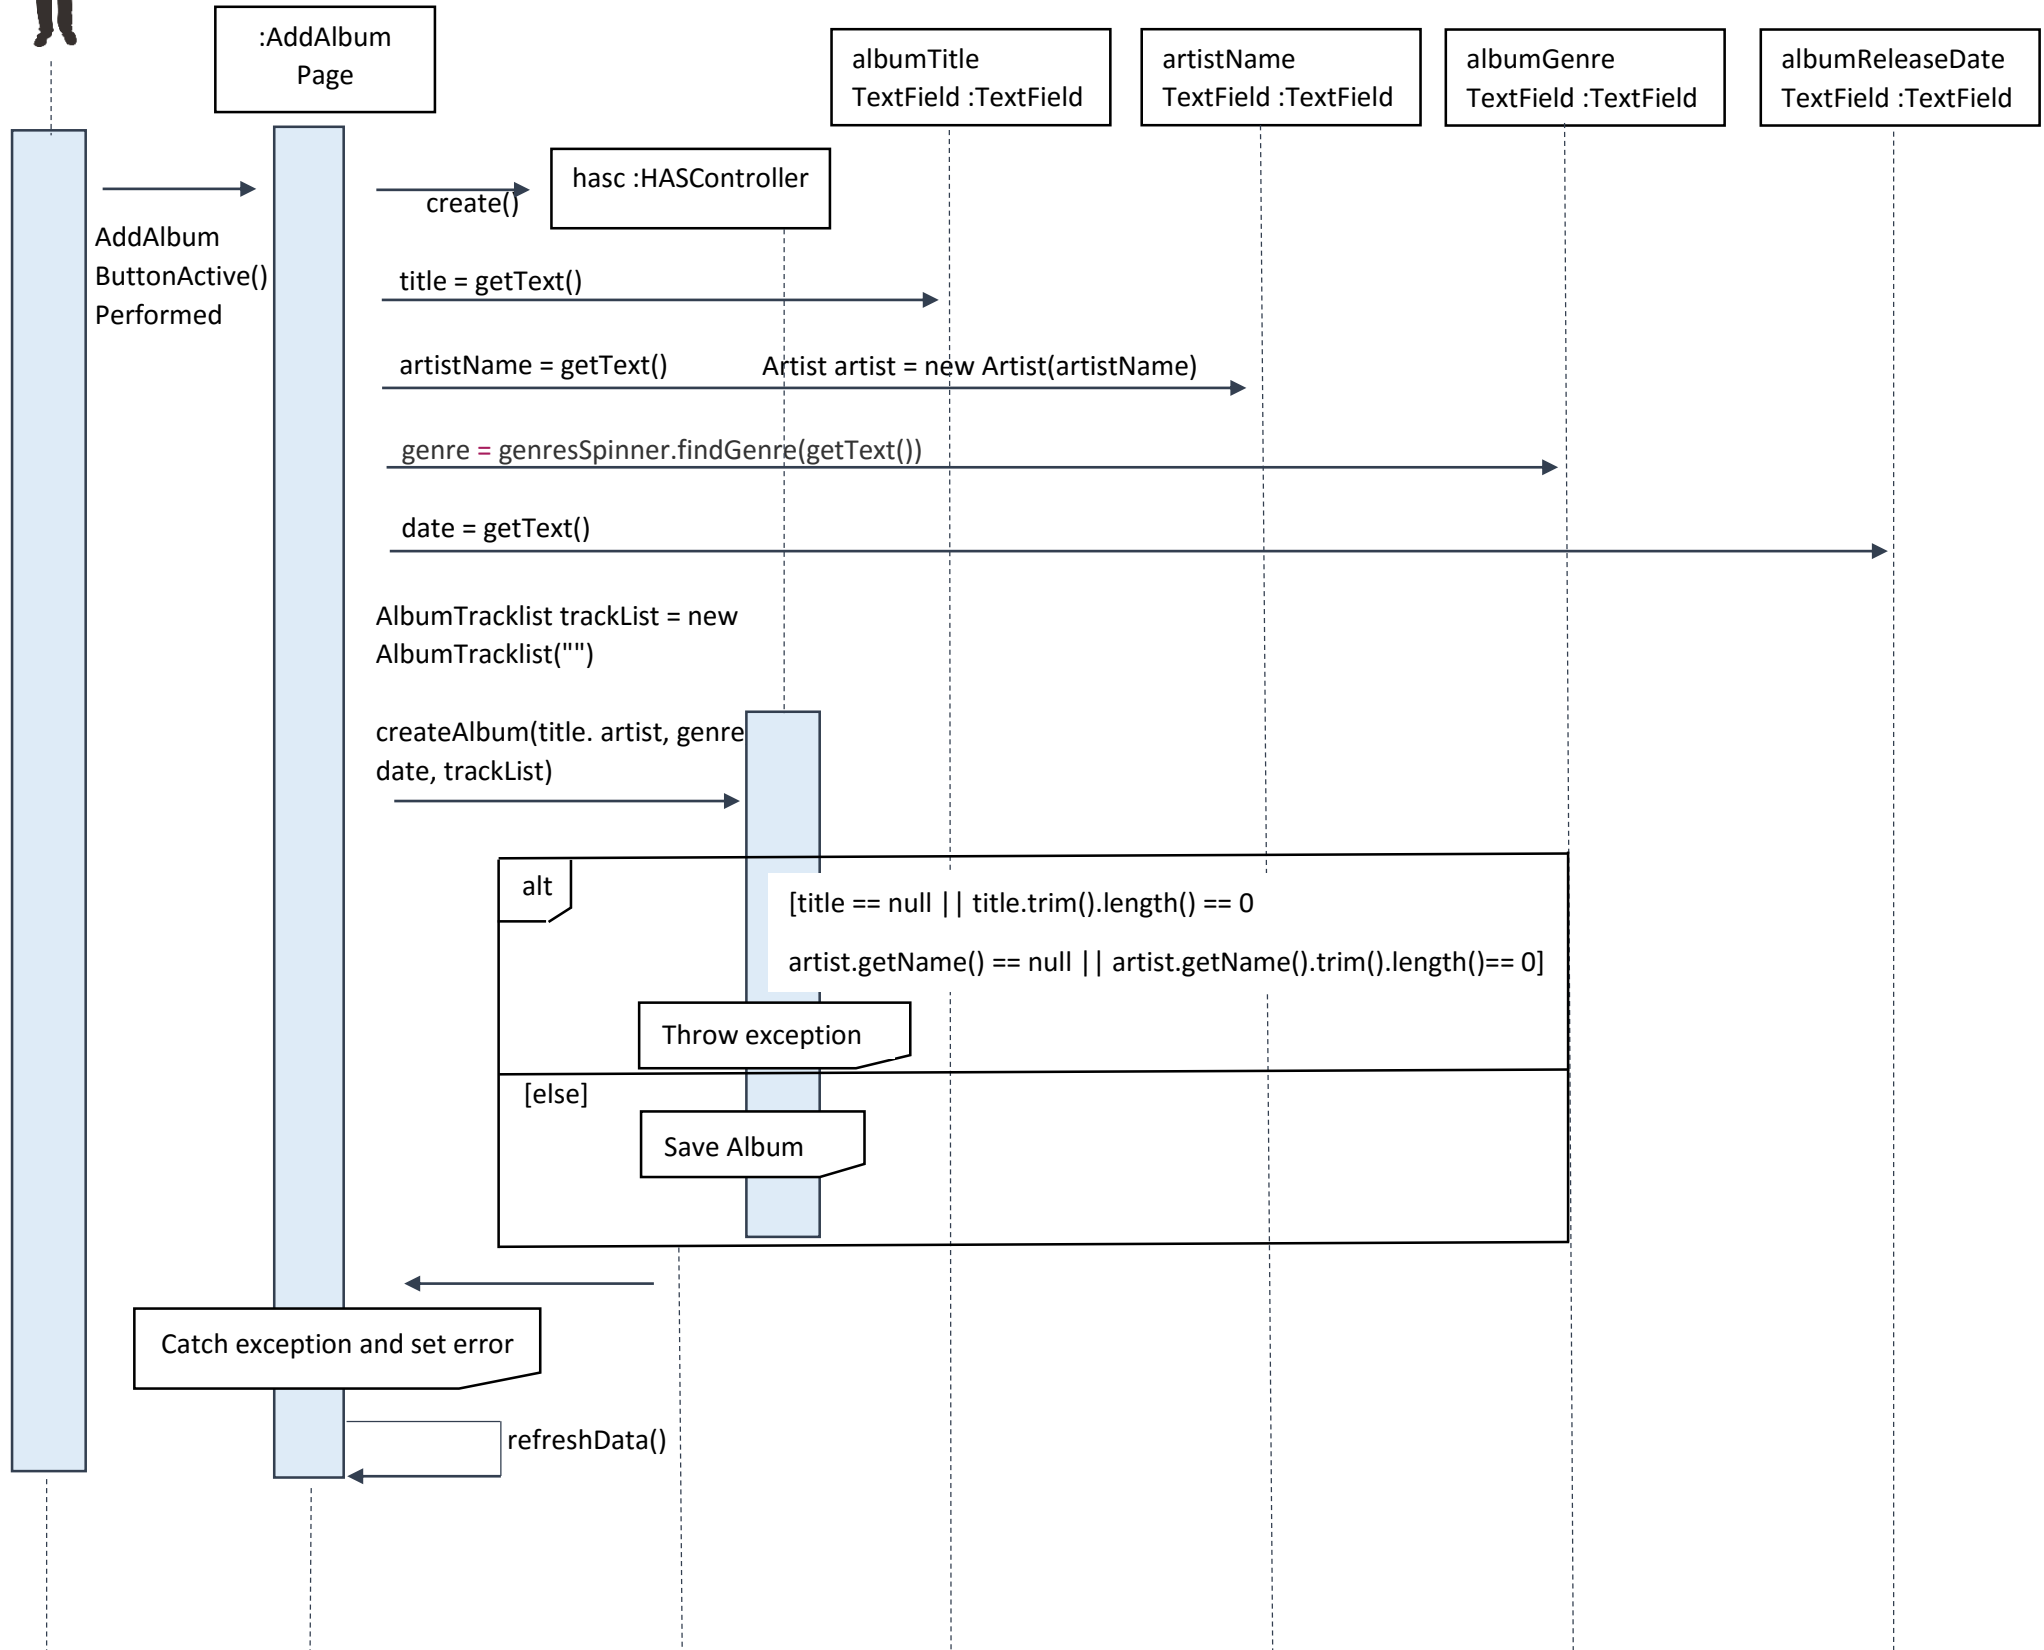 :AddAlbum
Page
albumTitle
TextField :TextField
artistName
TextField :TextField
albumGenre
TextField :TextField
albumReleaseDate
TextField :TextField
hasc :HASController
create()
AddAlbum
ButtonActive()
Performed
title = getText()
artistName = getText()
Artist artist = new Artist(artistName)
genre = genresSpinner.findGenre(getText())
date = getText()
AlbumTracklist trackList = new
AlbumTracklist("")
createAlbum(title. artist, genre
date, trackList)
alt
[title == null || title.trim().length() == 0
artist.getName() == null || artist.getName().trim().length()== 0]
Throw exception
[else]
Save Album
Catch exception and set error
refreshData()